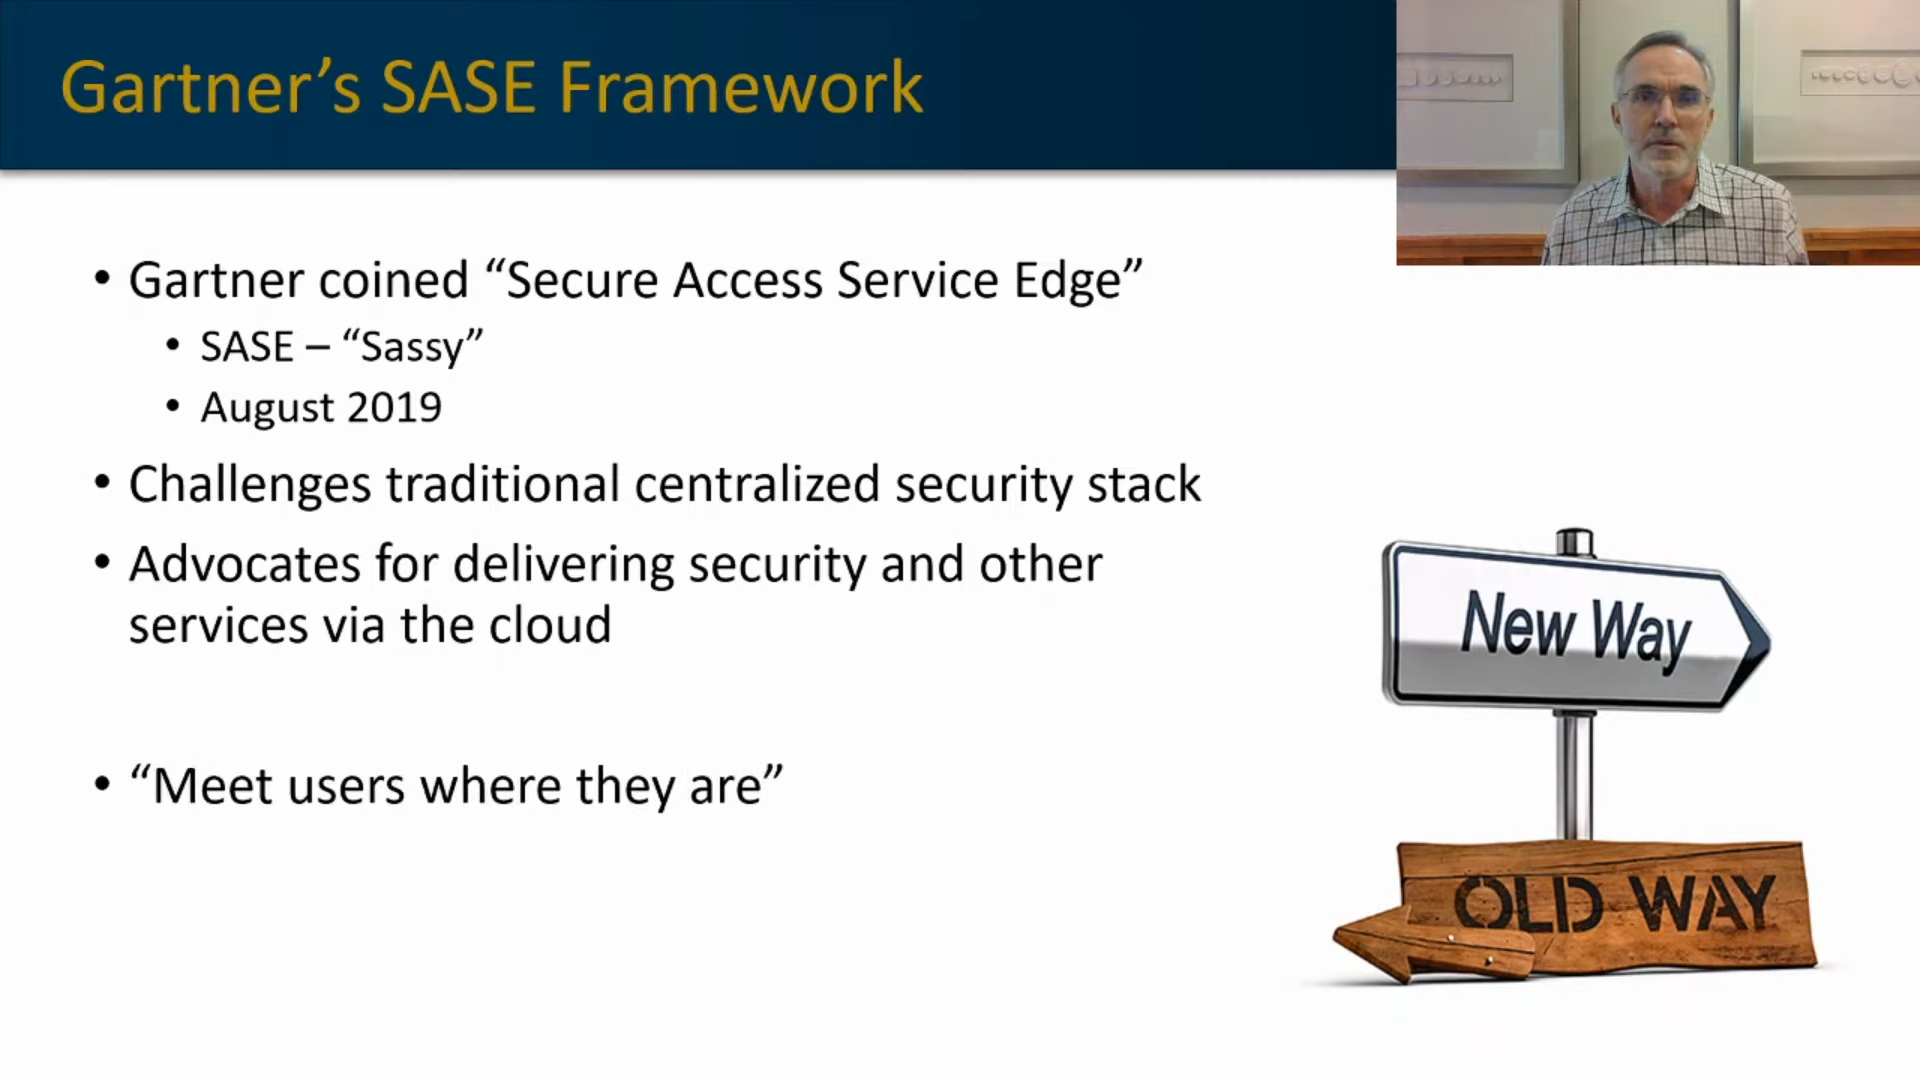 Gartner’s SASE Framework
• Gartner coined “Secure Access Service Edge”
• SASE – “Sassy”
• August 2019
• Challenges traditional centralized security stack
• Advocates for delivering security and other
services via the cloud
• “Meet users where they are”
New Way
OLD WAY